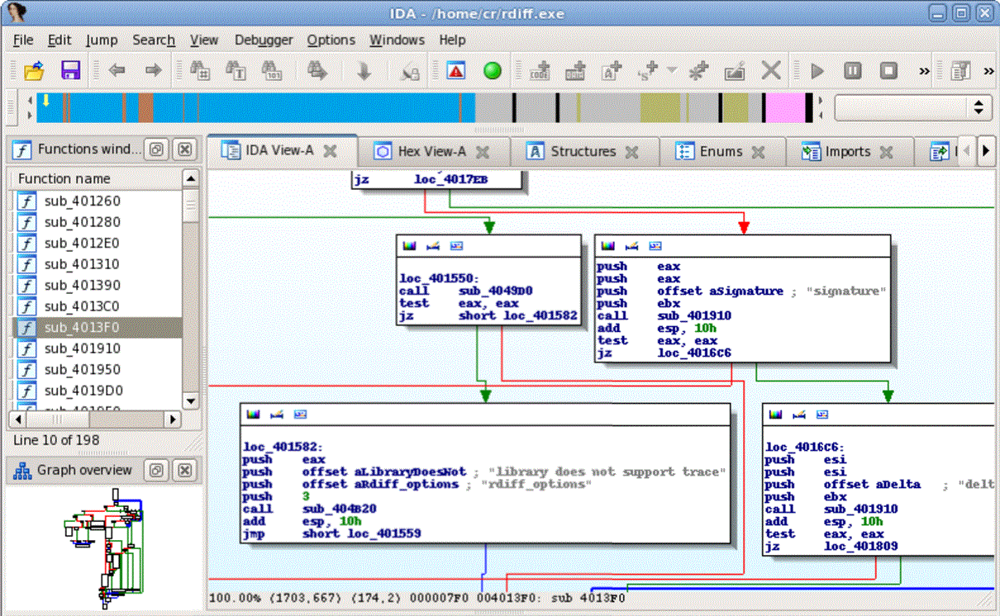 IDA - /home/cr/rdiff.exe
File Edit Jump Search View Debugger Options Windows Help
Functions wind...
IDA View-A
Hex View-A
Structures
Enums
Imports
Function name
sub_401260
sub_401280
sub_4012E0
sub_401310
sub_401390
sub_4013C0
sub_4013F0
sub_401910
sub_401950
sub_4019D0
Line 10 of 198
Graph overview
jz loc_4017EB
loc_401550:
call sub_4049D0
test eax, eax
jz short loc_401582
push eax
push eax
push offset aSignature ; "signature"
push ebx
call sub_401910
add esp, 10h
test eax, eax
jz loc_4016C6
loc_401582:
push eax
push offset aLibraryDoesNot ; "library does not support trace"
push offset aRdiff_options ; "rdiff_options"
push 3
call sub_404B20
add esp, 10h
jmp short loc_401559
loc_4016C6:
push esi
push esi
push offset aDelta ; "delt
push ebx
call sub_401910
add esp, 10h
test eax, eax
jz loc_401809
100.00% (1703,667) (174,2) 000007F0 004013F0: sub 4013F0